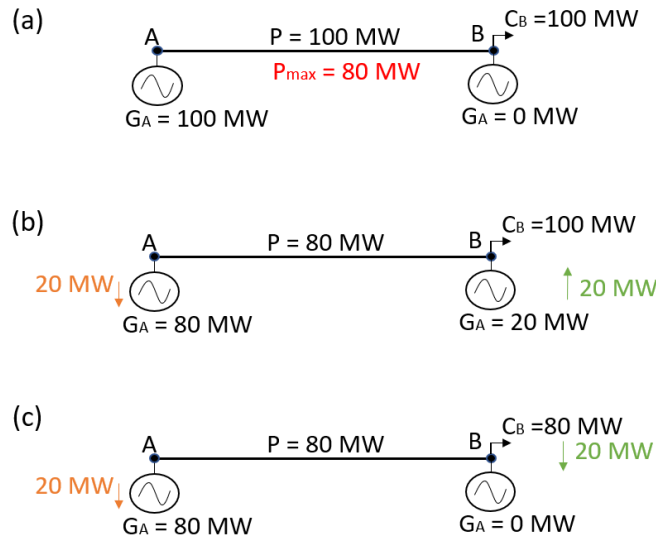 (a)
A
P = 100 MW
B
CB =100 MW
Pmax = 80 MW
GA = 100 MW
GA = 0 MW
(b)
A
P = 80 MW
B
CB =100 MW
20 MW
20 MW
GA = 80 MW
GA = 20 MW
(c)
A
P = 80 MW
B
CB =80 MW
20 MW
20 MW
GA = 80 MW
GA = 0 MW